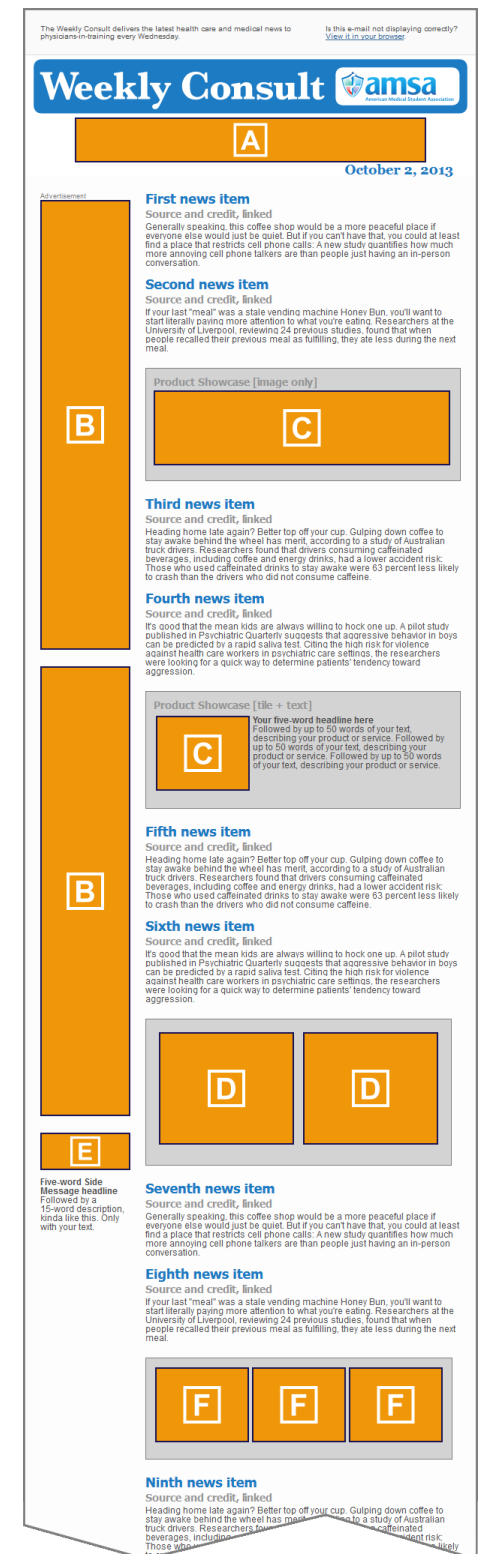 The Weekly Consult delivers the latest health care and medical news to
physicians-in-training every Wednesday.
Is this e-mail not displaying correctly?
View it in your browser.
Weekly Consult
amsa
American Medical Student Association
A
October 2, 2013
Advertisement
B
First news item
Source and credit, linked
Generally speaking, this coffee shop would be a more peaceful place if
everyone else would just be quiet. But if you can't have that, you could at least
find a place that restricts cell phone calls: A new study quantifies how much
more annoying cell phone talkers are than people just having an in-person
conversation.
Second news item
Source and credit, linked
If your last "meal" was a stale vending machine Honey Bun, you'll want to
start literally paying more attention to what you're eating. Researchers at the
University of Liverpool, reviewing 24 previous studies, found that when
people recalled their previous meal as fulfilling, they ate less during the next
meal.
Product Showcase [image only]
C
Third news item
Source and credit, linked
Heading home late again? Better top off your cup. Gulping down coffee to
stay awake behind the wheel has merit, according to a study of Australian
truck drivers. Researchers found that drivers consuming caffeinated
beverages, including coffee and energy drinks, had a lower accident risk:
Those who used caffeinated drinks to stay awake were 63 percent less likely
to crash than the drivers who did not consume caffeine.
Fourth news item
Source and credit, linked
It's good that the mean kids are always willing to hock one up. A pilot study
published in Psychiatric Quarterly suggests that aggressive behavior in boys
can be predicted by a rapid saliva test. Citing the high risk for violence
against health care workers in psychiatric care settings, the researchers
were looking for a quick way to determine patients' tendency toward
aggression.
B
Product Showcase [tile + text]
C
Your five-word headline here
Followed by up to 50 words of your text,
describing your product or service. Followed by
up to 50 words of your text, describing your
product or service. Followed by up to 50 words
of your text, describing your product or service.
Fifth news item
Source and credit, linked
Heading home late again? Better top off your cup. Gulping down coffee to
stay awake behind the wheel has merit, according to a study of Australian
truck drivers. Researchers found that drivers consuming caffeinated
beverages, including coffee and energy drinks, had a lower accident risk:
Those who used caffeinated drinks to stay awake were 63 percent less likely
to crash than the drivers who did not consume caffeine.
Sixth news item
Source and credit, linked
It's good that the mean kids are always willing to hock one up. A pilot study
published in Psychiatric Quarterly suggests that aggressive behavior in boys
can be predicted by a rapid saliva test. Citing the high risk for violence
against health care workers in psychiatric care settings, the researchers
were looking for a quick way to determine patients' tendency toward
aggression.
D D
E
Five-word Side
Message headline
Followed by a
15-word description,
kinda like this. Only
with your text.
Seventh news item
Source and credit, linked
Generally speaking, this coffee shop would be a more peaceful place if
everyone else would just be quiet. But if you can't have that, you could at least
find a place that restricts cell phone calls: A new study quantifies how much
more annoying cell phone talkers are than people just having an in-person
conversation.
Eighth news item
Source and credit, linked
If your last "meal" was a stale vending machine Honey Bun, you'll want to
start literally paying more attention to what you're eating. Researchers at the
University of Liverpool, reviewing 24 previous studies, found that when
people recalled their previous meal as fulfilling, they ate less during the next
meal.
F F F
Ninth news item
Source and credit, linked
Heading home late again? Better top off your cup. Gulping down coffee to
stay awake behind the wheel has to a study of Australian
truck drivers. Researchers caffeinated
beverages, risk:
Those likely